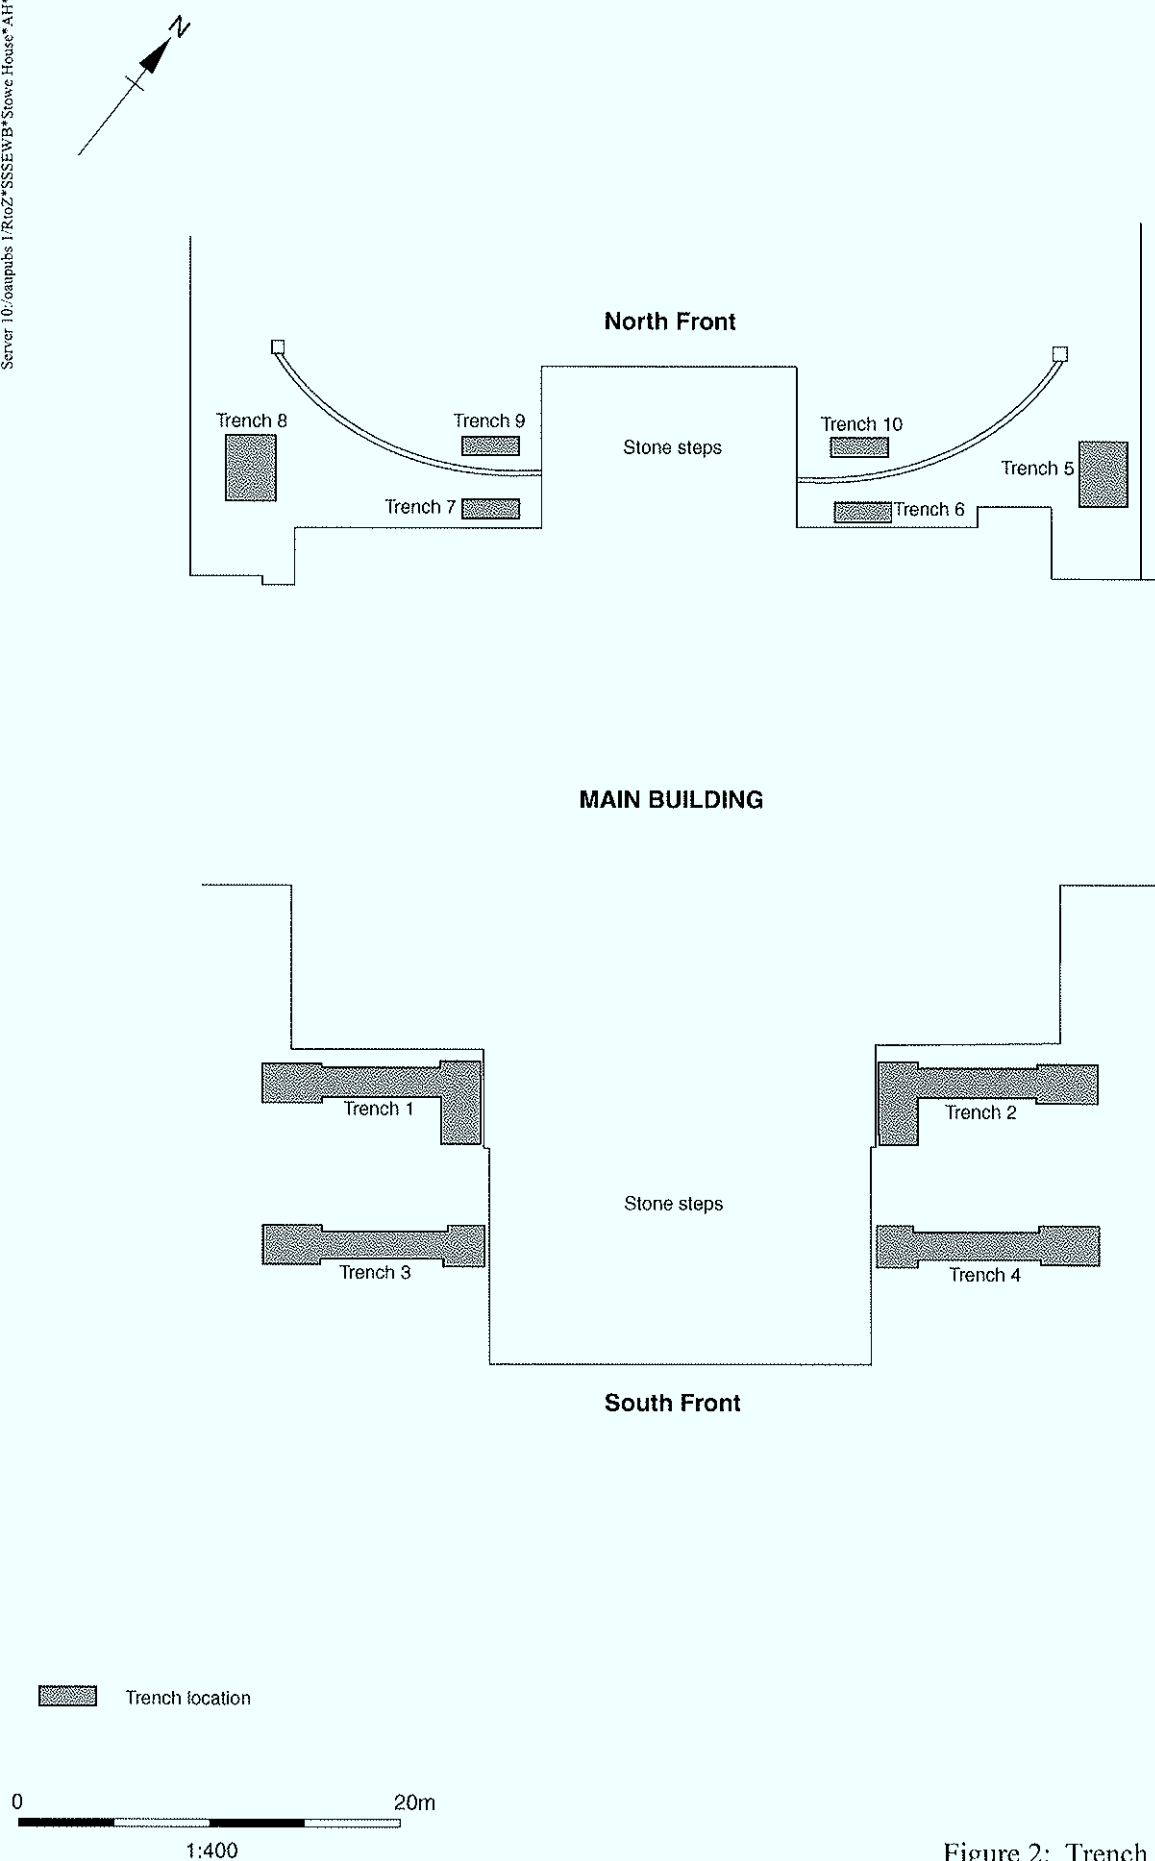 Server 10:/oaupubs 1/RtoZ*SSSEWB*Stowe House*AH*
N
North Front
Trench 8
Trench 9
Trench 10
Stone steps
Trench 5
Trench 7
Trench 6
MAIN BUILDING
Trench 1
Trench 2
Stone steps
Trench 3
Trench 4
South Front
Trench location
0 20m
1:400
Figure 2: Trench